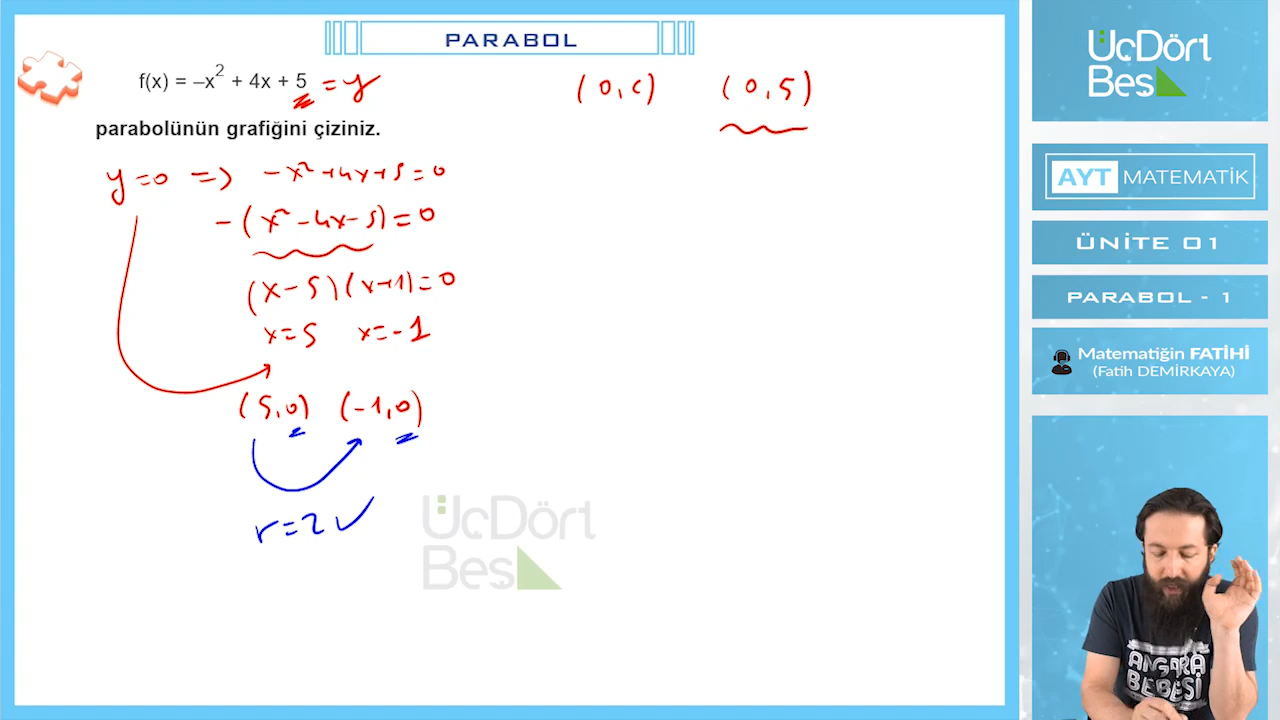 PARABOL
f(x) = –x² + 4x + 5 = y
(0, c) (0, 5)
parabolünün grafiğini çiziniz.
y = 0 => -x² + 4x + 5 = 0
-(x² - 4x - 5) = 0
(x - 5)(x + 1) = 0
x = 5 x = -1
(5, 0) (-1, 0)
r = 2 ✓
ÜçDört
Beş
ÜçDört
Beş
AYT MATEMATİK
ÜNİTE 01
PARABOL - 1
Matematiğin FATİHİ
(Fatih DEMİRKAYA)
ANGARA
BEBESİ